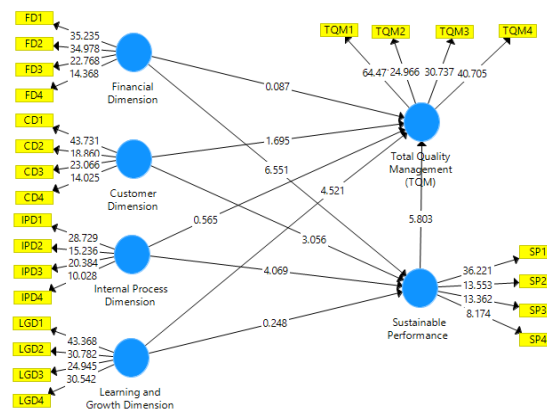 FD1
FD2
FD3
FD4
35.235
34.978
22.768
14.368
Financial
Dimension
CD1
CD2
CD3
CD4
43.731
18.860
23.066
14.025
Customer
Dimension
IPD1
IPD2
IPD3
IPD4
28.729
15.236
20.384
10.028
Internal Process
Dimension
LGD1
LGD2
LGD3
LGD4
43.368
30.782
24.945
30.542
Learning and
Growth Dimension
0.087
1.695
6.551
4.521
0.565
3.056
4.069
0.248
5.803
TQM1
TQM2
TQM3
TQM4
64.47
24.966
30.737
40.705
Total Quality
Management
(TQM)
SP1
SP2
SP3
SP4
36.221
13.553
13.362
8.174
Sustainable
Performance